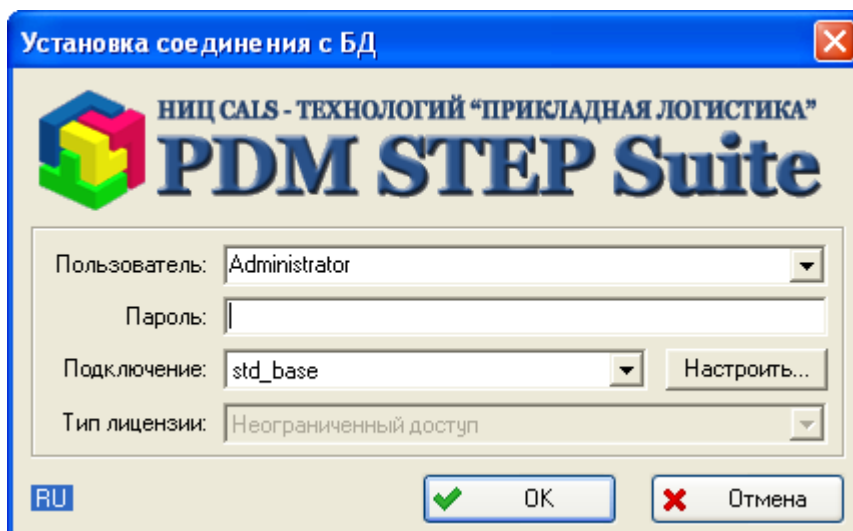 Установка соединения с БД
НИЦ CALS - ТЕХНОЛОГИЙ “ПРИКЛАДНАЯ ЛОГИСТИКА”
PDM STEP Suite
Пользователь: Administrator
Пароль:
Подключение: std_base Настроить...
Тип лицензии: Неограниченный доступ
RU OK Отмена